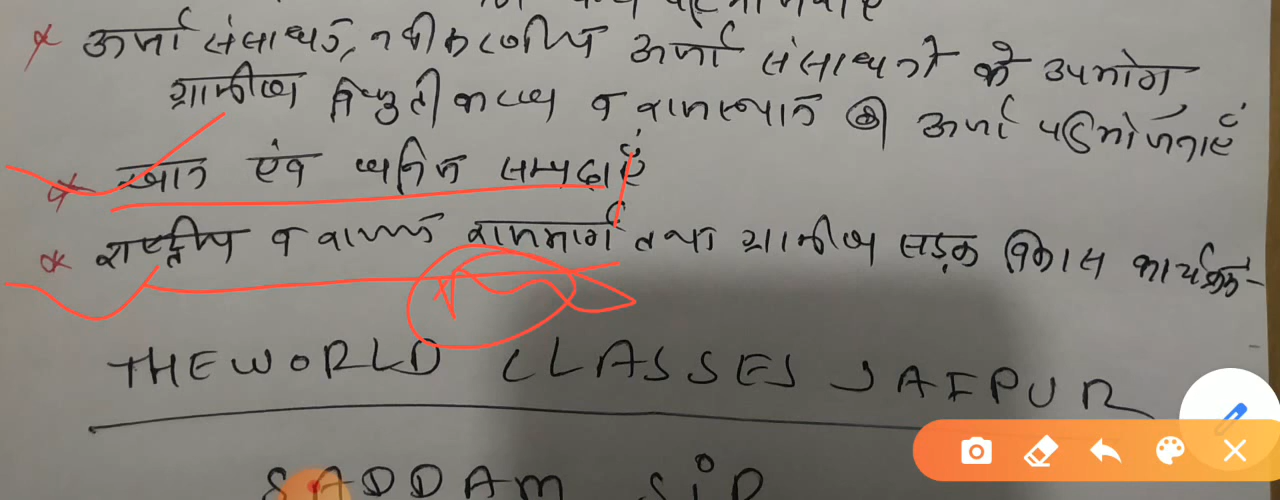 * ऊर्जा संसाधन, नवीकरणीय ऊर्जा संसाधनों के उपयोग
ग्रामीण विधुतीकरण व राजस्थान की ऊर्जा परियोजनाएँ
* खान एंव खनिज सम्पदाएँ
* राष्ट्रीय व राज्य राजमार्ग तथा ग्रामीण सड़क विकास कार्यक्रम
THE WORLD CLASSES JAIPUR
SADDAM SIR